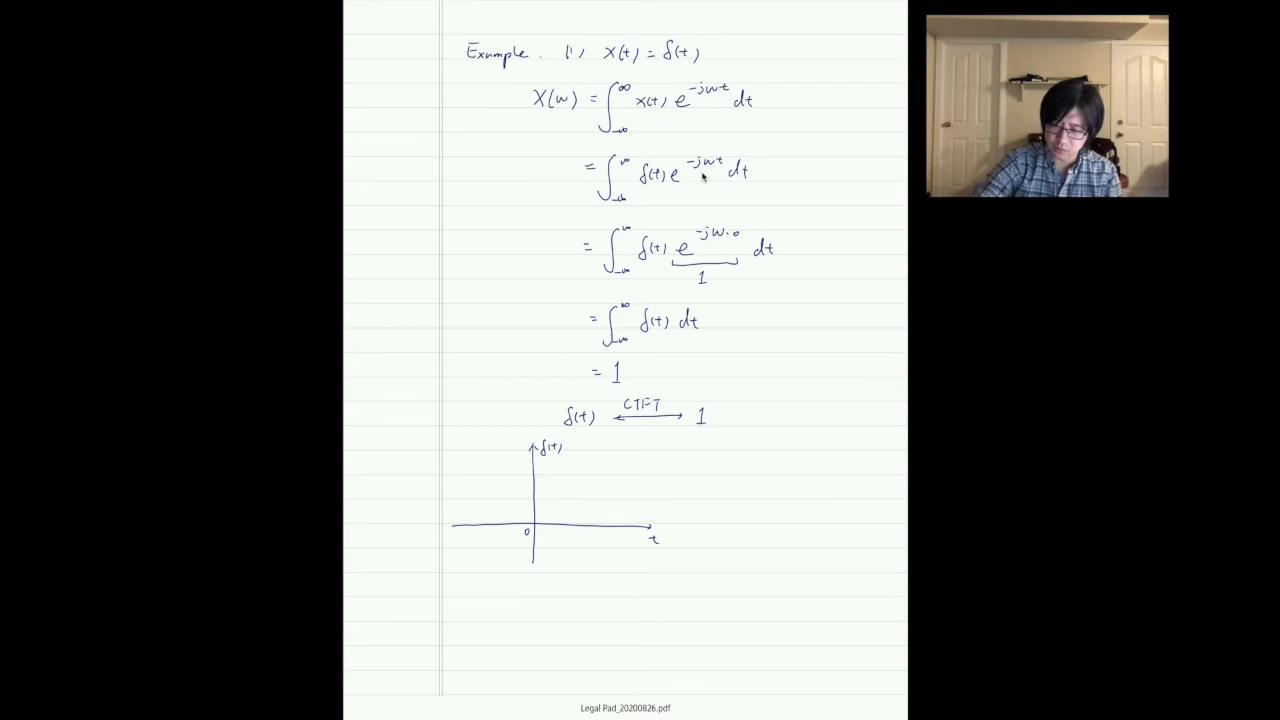 Example. (1) x(t) = δ(t)
X(ω) = ∫_{-∞}^{∞} x(t) e^{-jωt} dt
= ∫_{-∞}^{∞} δ(t) e^{-jωt} dt
= ∫_{-∞}^{∞} δ(t) e^{-jω·0} dt
1
= ∫_{-∞}^{∞} δ(t) dt
= 1
δ(t) ⟷ 1
CTFT
δ(t)
0
t
Legal Pad_20200826.pdf